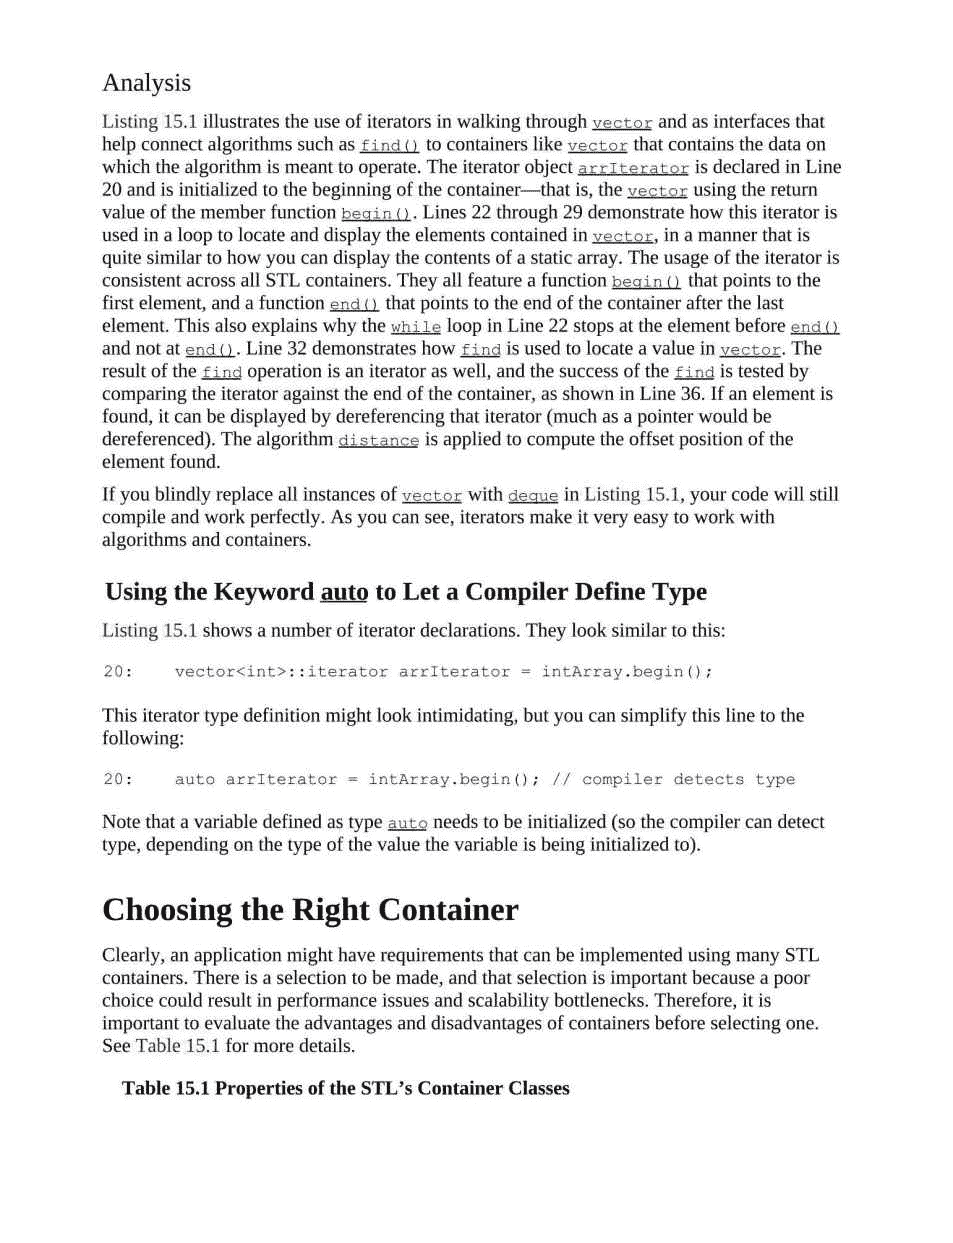 Analysis
Listing 15.1 illustrates the use of iterators in walking through vector and as interfaces that
help connect algorithms such as find() to containers like vector that contains the data on
which the algorithm is meant to operate. The iterator object arrIterator is declared in Line
20 and is initialized to the beginning of the container—that is, the vector using the return
value of the member function begin(). Lines 22 through 29 demonstrate how this iterator is
used in a loop to locate and display the elements contained in vector, in a manner that is
quite similar to how you can display the contents of a static array. The usage of the iterator is
consistent across all STL containers. They all feature a function begin() that points to the
first element, and a function end() that points to the end of the container after the last
element. This also explains why the while loop in Line 22 stops at the element before end()
and not at end(). Line 32 demonstrates how find is used to locate a value in vector. The
result of the find operation is an iterator as well, and the success of the find is tested by
comparing the iterator against the end of the container, as shown in Line 36. If an element is
found, it can be displayed by dereferencing that iterator (much as a pointer would be
dereferenced). The algorithm distance is applied to compute the offset position of the
element found.
If you blindly replace all instances of vector with deque in Listing 15.1, your code will still
compile and work perfectly. As you can see, iterators make it very easy to work with
algorithms and containers.
Using the Keyword auto to Let a Compiler Define Type
Listing 15.1 shows a number of iterator declarations. They look similar to this:
20: vector<int>::iterator arrIterator = intArray.begin();
This iterator type definition might look intimidating, but you can simplify this line to the
following:
20: auto arrIterator = intArray.begin(); // compiler detects type
Note that a variable defined as type auto needs to be initialized (so the compiler can detect
type, depending on the type of the value the variable is being initialized to).
Choosing the Right Container
Clearly, an application might have requirements that can be implemented using many STL
containers. There is a selection to be made, and that selection is important because a poor
choice could result in performance issues and scalability bottlenecks. Therefore, it is
important to evaluate the advantages and disadvantages of containers before selecting one.
See Table 15.1 for more details.
Table 15.1 Properties of the STL’s Container Classes